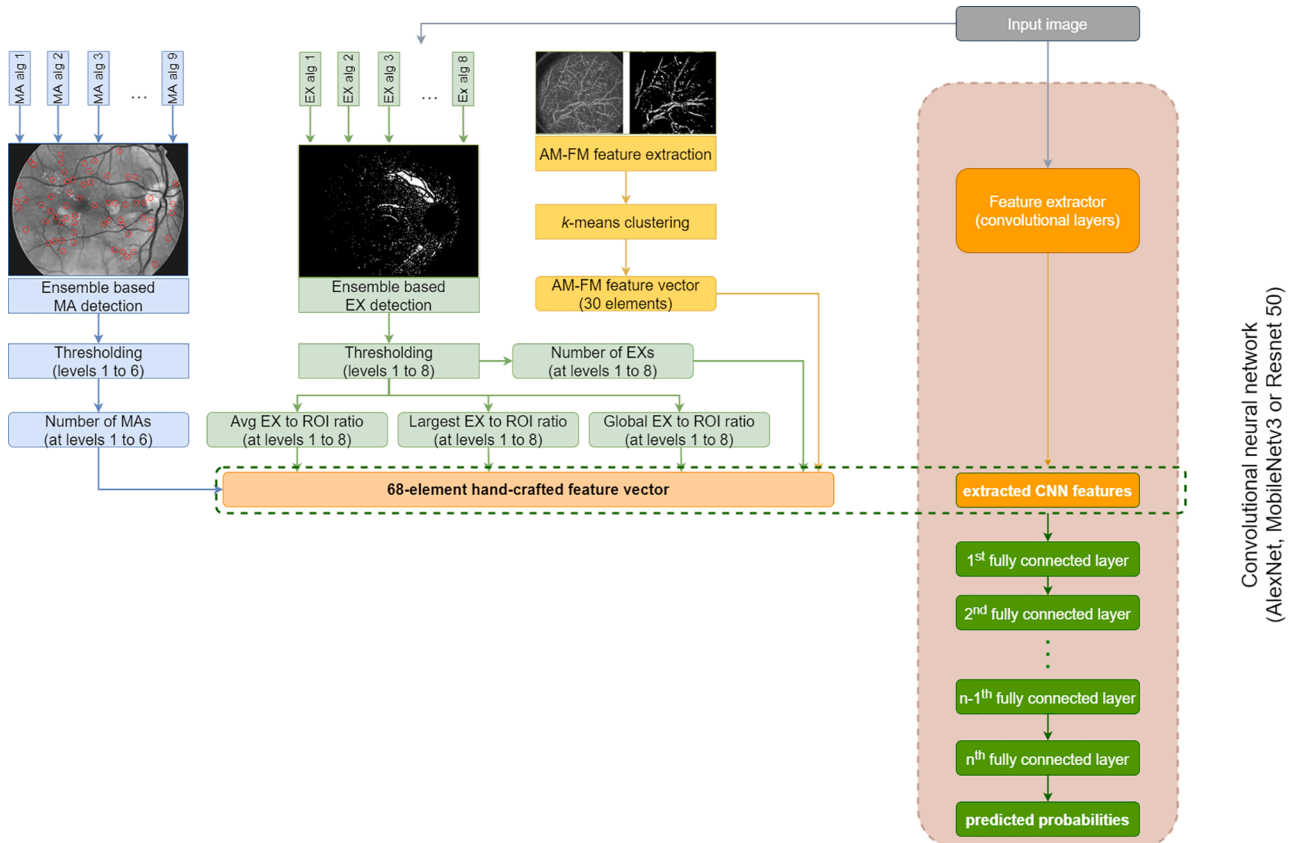 Input image
MA alg 1
MA alg 2
MA alg 3
...
MA alg 9
EX alg 1
EX alg 2
EX alg 3
...
Ex alg 8
AM-FM feature extraction
k-means clustering
AM-FM feature vector
(30 elements)
Ensemble based
MA detection
Ensemble based
EX detection
Thresholding
(levels 1 to 6)
Thresholding
(levels 1 to 8)
Number of EXs
(at levels 1 to 8)
Number of MAs
(at levels 1 to 6)
Avg EX to ROI ratio
(at levels 1 to 8)
Largest EX to ROI ratio
(at levels 1 to 8)
Global EX to ROI ratio
(at levels 1 to 8)
68-element hand-crafted feature vector
Feature extractor
(convolutional layers)
extracted CNN features
1st fully connected layer
2nd fully connected layer
⋮
n-1th fully connected layer
nth fully connected layer
predicted probabilities
Convolutional neural network
(AlexNet, MobileNetv3 or Resnet 50)